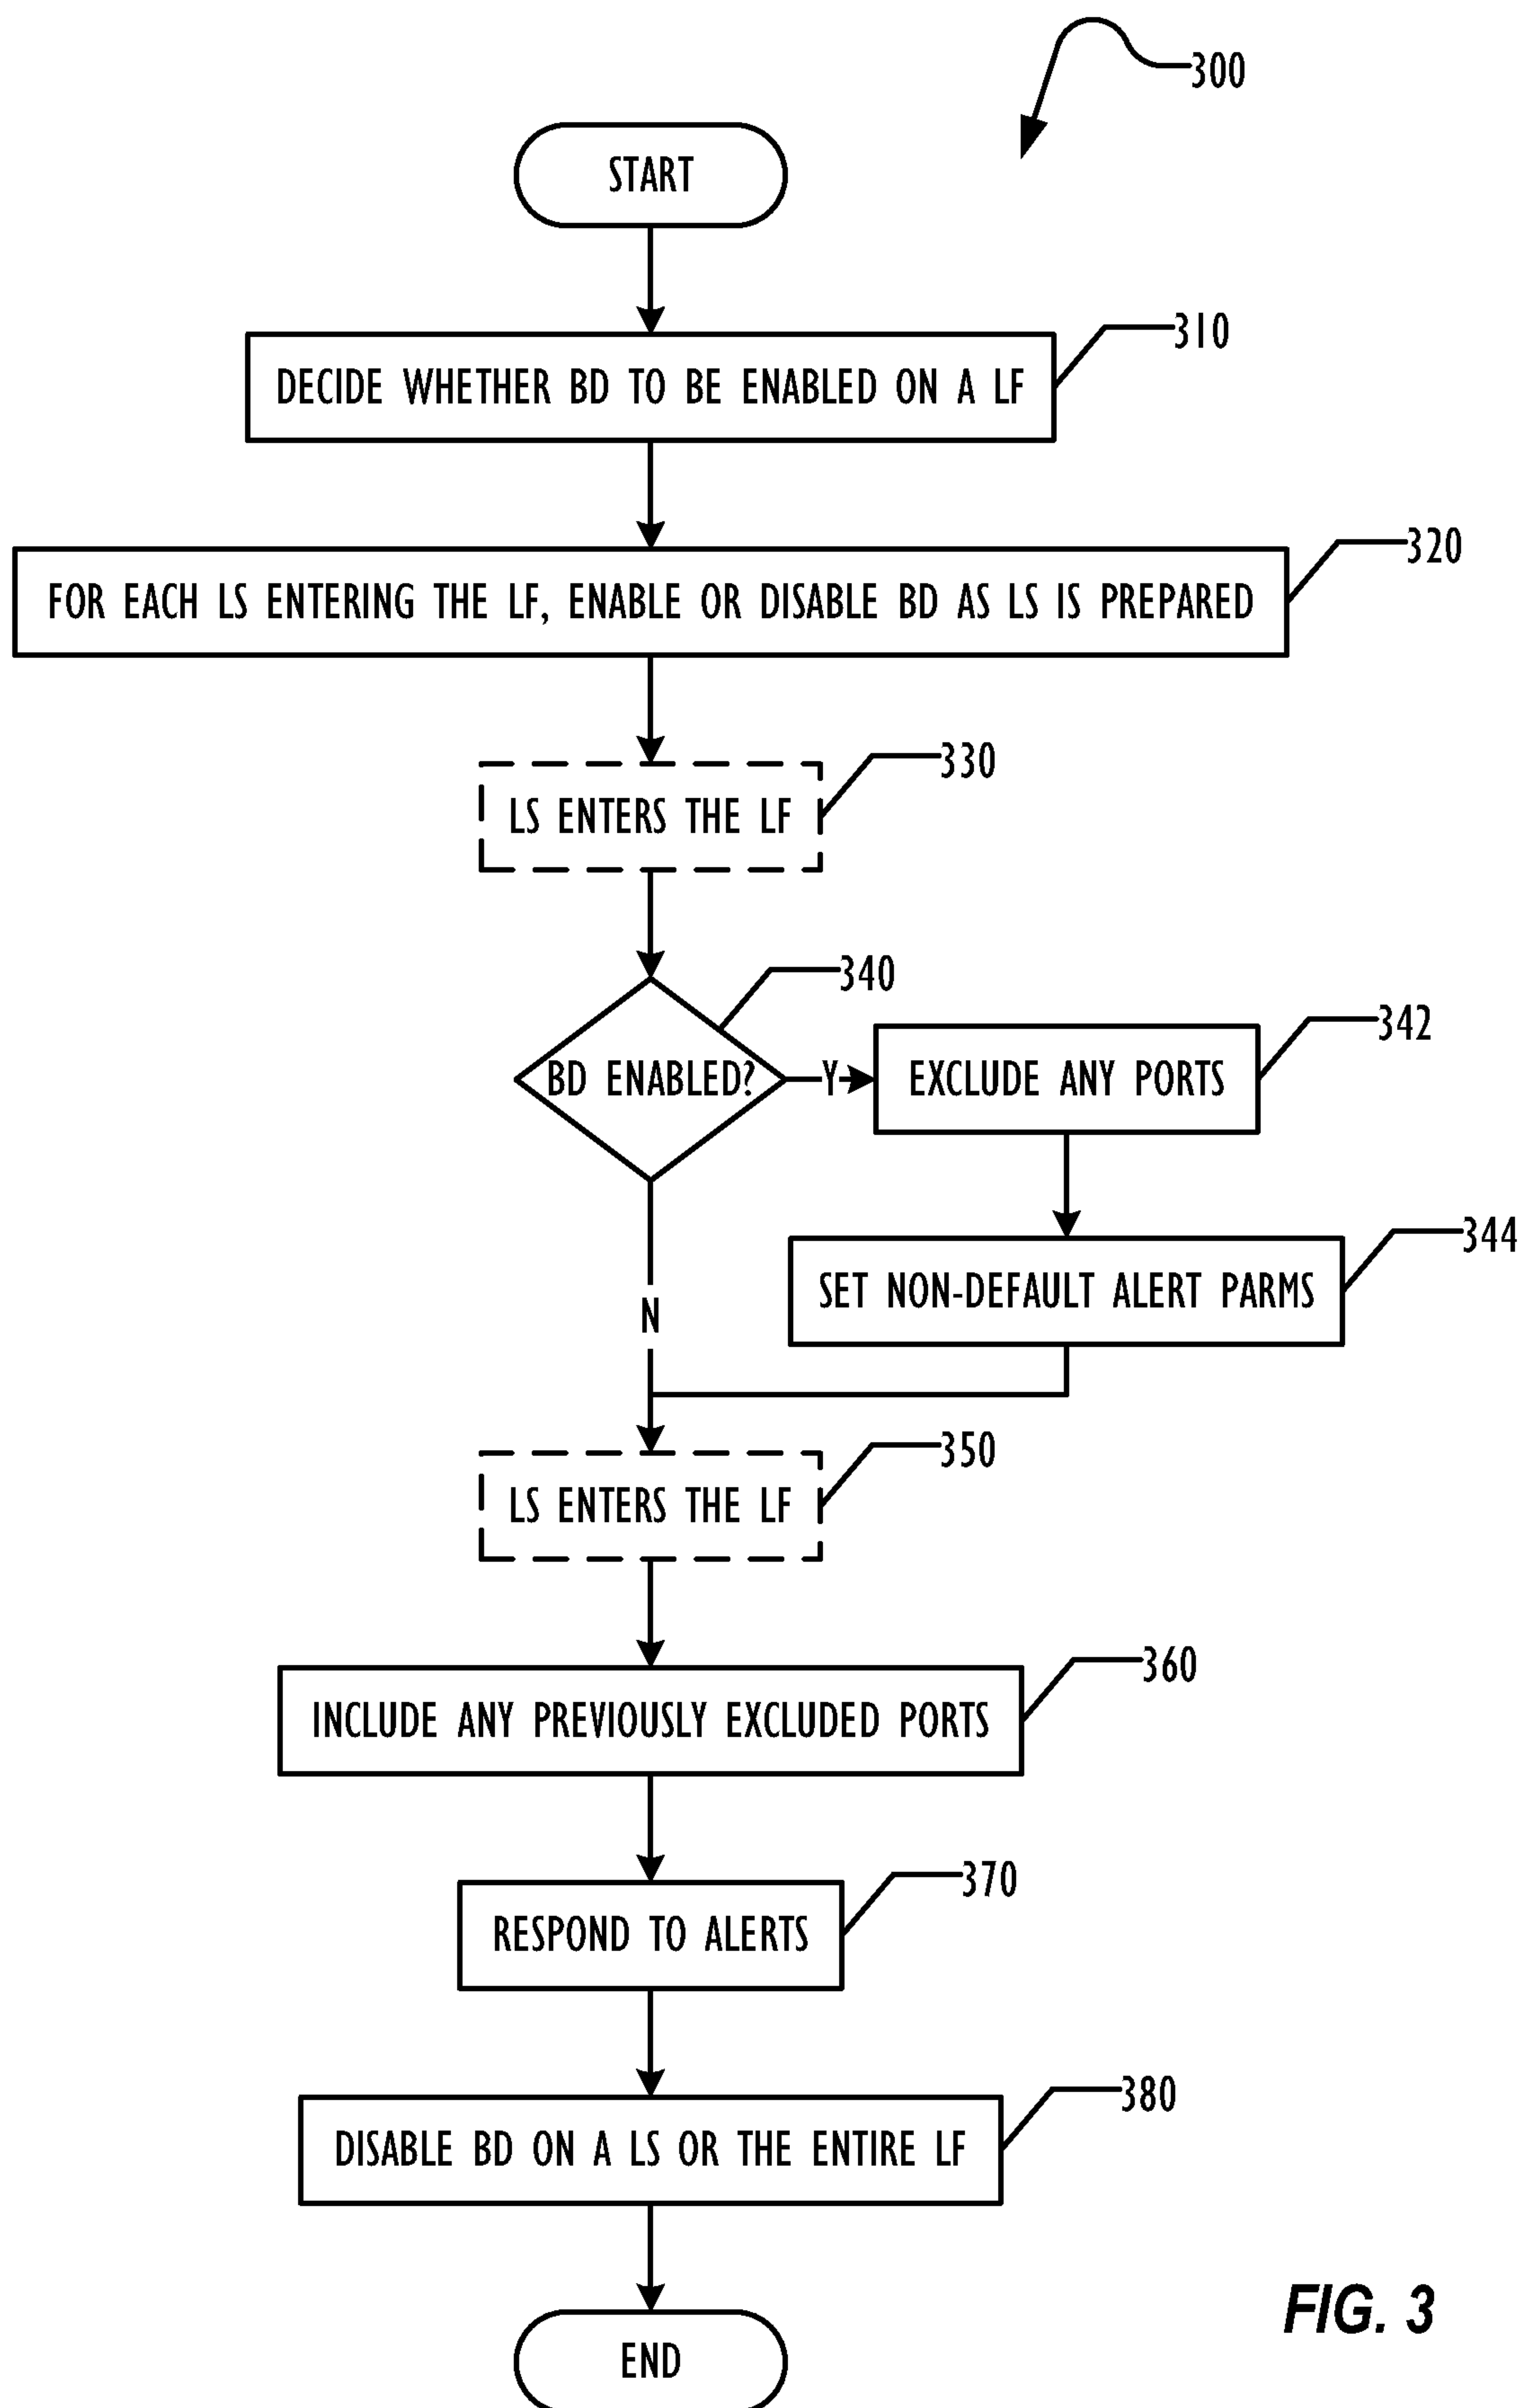 300
START
310
DECIDE WHETHER BD TO BE ENABLED ON A LF
320
FOR EACH LS ENTERING THE LF, ENABLE OR DISABLE BD AS LS IS PREPARED
330
LS ENTERS THE LF
340
342
BD ENABLED?
Y
EXCLUDE ANY PORTS
344
SET NON-DEFAULT ALERT PARMS
N
350
LS ENTERS THE LF
360
INCLUDE ANY PREVIOUSLY EXCLUDED PORTS
370
RESPOND TO ALERTS
380
DISABLE BD ON A LS OR THE ENTIRE LF
FIG. 3
END